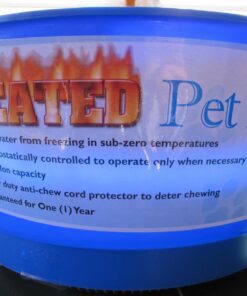 EATED Pet
ater from freezing in sub-zero temperatures
ostatically controlled to operate only when necessary
lon capacity
duty anti-chew cord protector to deter chewing
anteed for One (1) Year